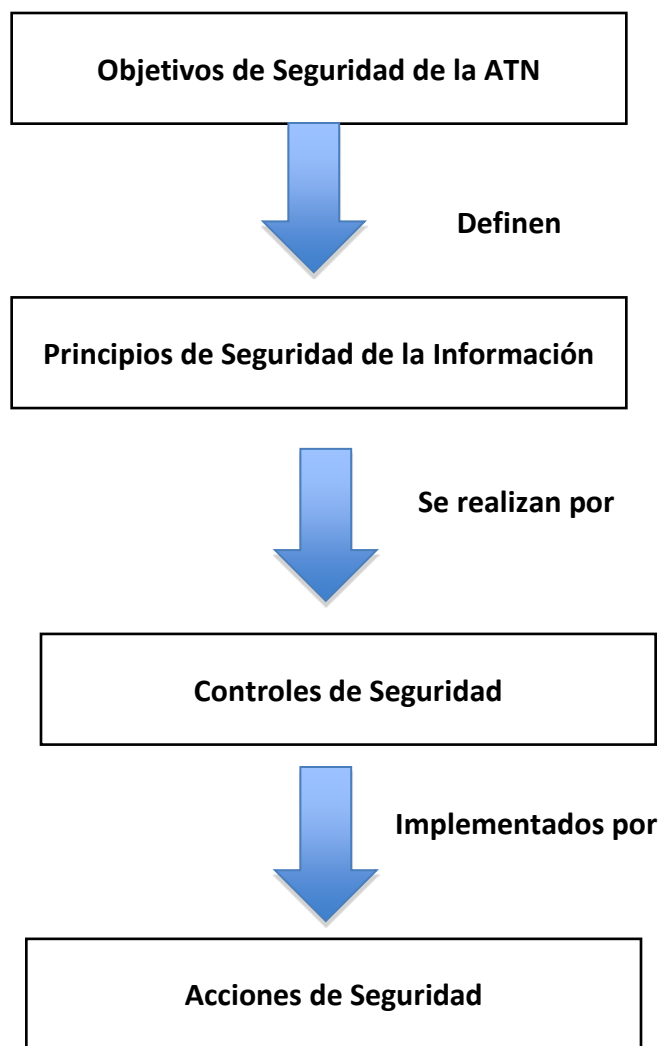 Objetivos de Seguridad de la ATN
Definen
Principios de Seguridad de la Información
Se realizan por
Controles de Seguridad
Implementados por
Acciones de Seguridad